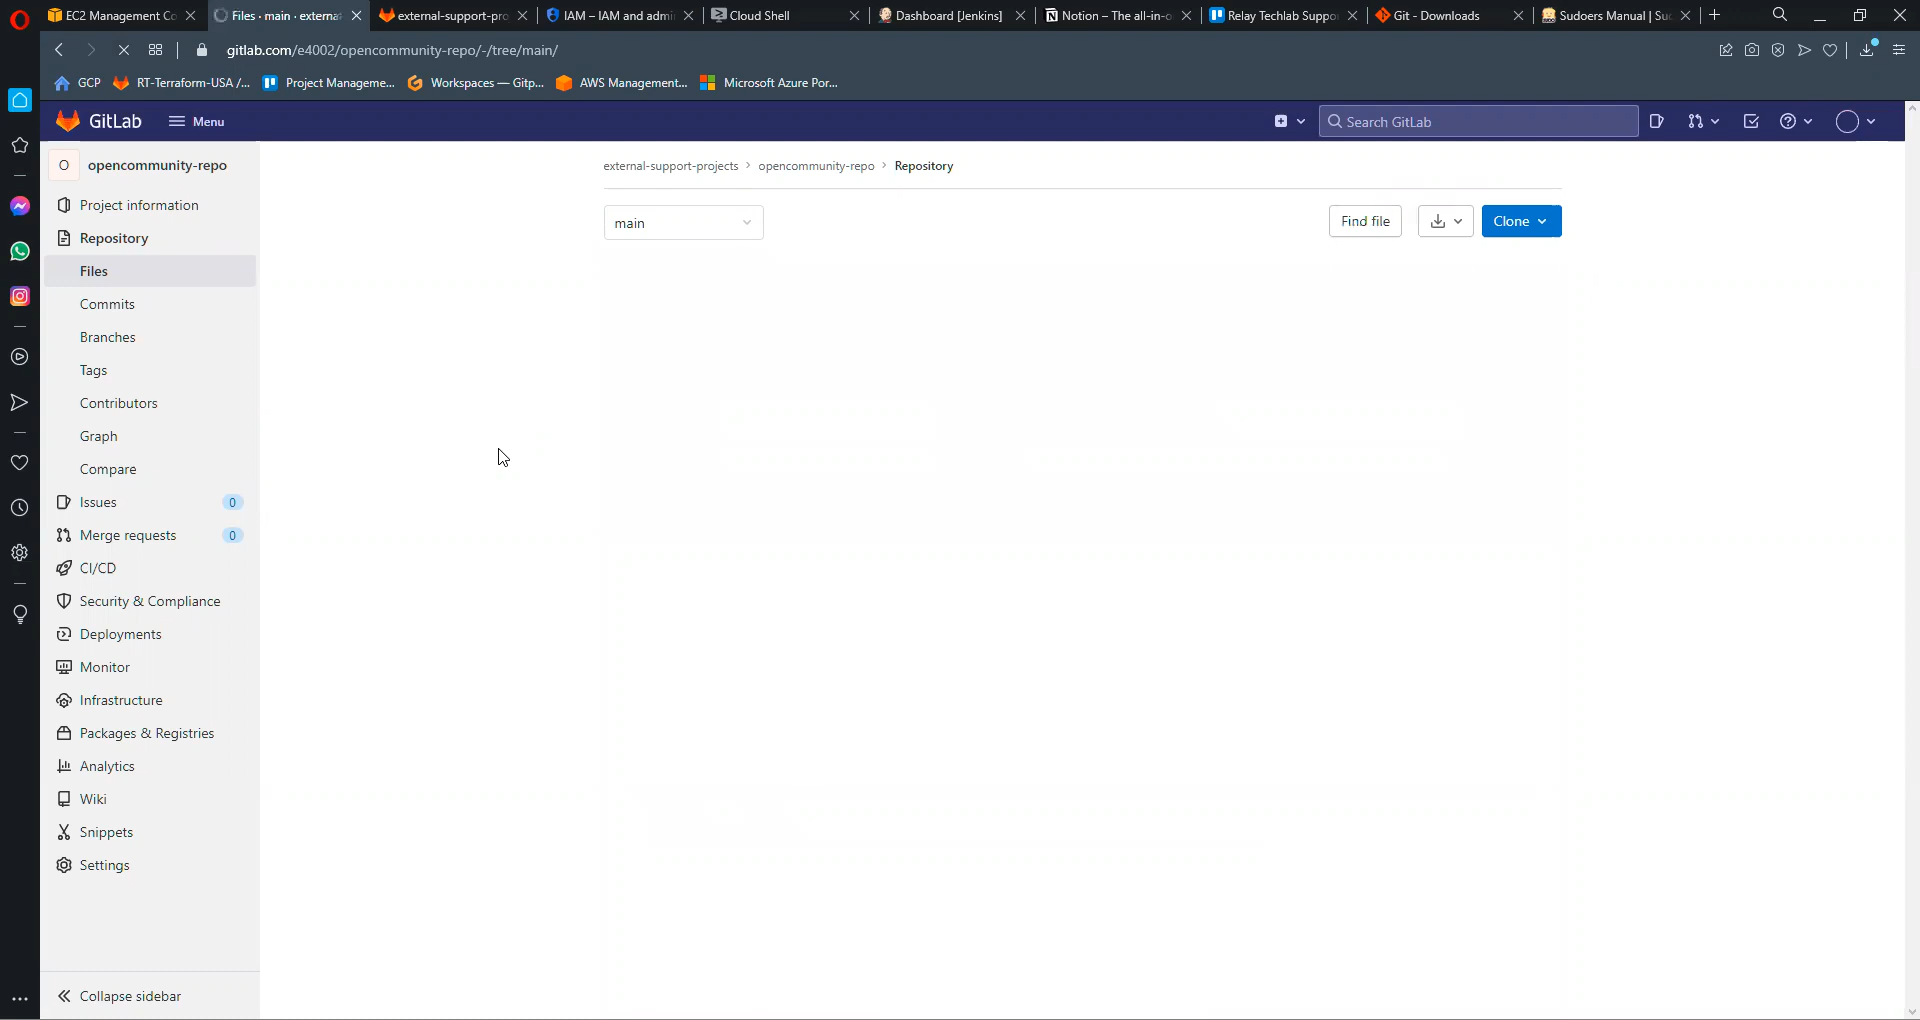 EC2 Management Co
Files · main · externa
external-support-pro
IAM – IAM and admi
Cloud Shell
Dashboard [Jenkins]
Notion – The all-in-o
Relay Techlab Suppo
Git - Downloads
Sudoers Manual | Su
gitlab.com/e4002/opencommunity-repo/-/tree/main/
GCP
RT-Terraform-USA /...
Project Manageme...
Workspaces — Gitp...
AWS Management...
Microsoft Azure Por...
GitLab
Menu
Search GitLab
O opencommunity-repo
external-support-projects > opencommunity-repo > Repository
main
Find file
Clone
Project information
Repository
Files
Commits
Branches
Tags
Contributors
Graph
Compare
Issues 0
Merge requests 0
CI/CD
Security & Compliance
Deployments
Monitor
Infrastructure
Packages & Registries
Analytics
Wiki
Snippets
Settings
Collapse sidebar